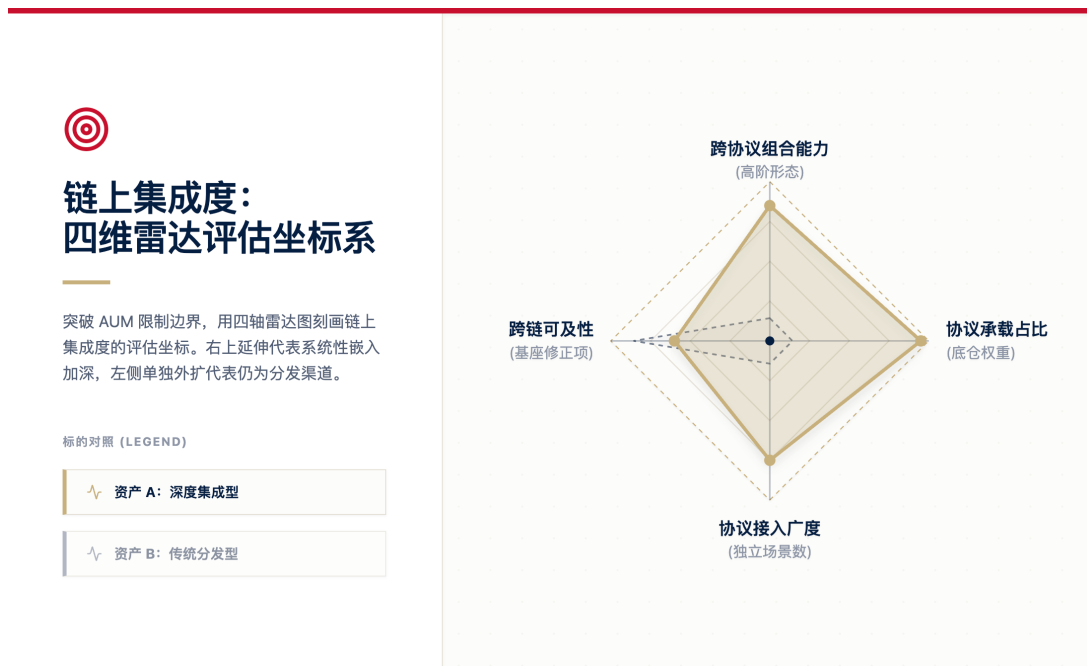 链上集成度：
四维雷达评估坐标系
突破 AUM 限制边界，用四轴雷达图刻画链上
集成度的评估坐标。右上延伸代表系统性嵌入
加深，左侧单独外扩代表仍为分发渠道。
标的对照 (LEGEND)
资产 A：深度集成型
资产 B：传统分发型
跨协议组合能力
(高阶形态)
跨链可及性
(基座修正项)
协议承载占比
(底仓权重)
协议接入广度
(独立场景数)